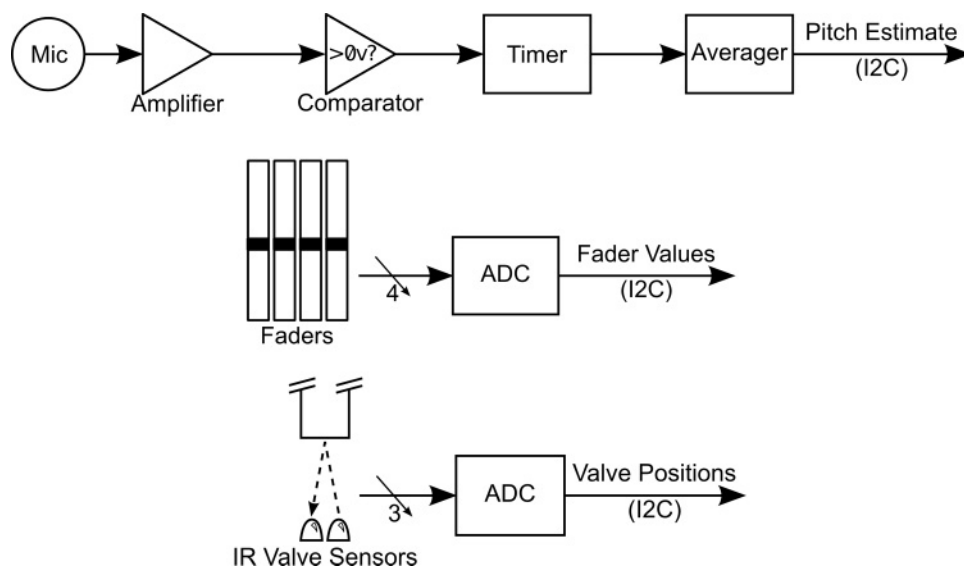 Mic
Amplifier
>0v?
Comparator
Timer
Averager
Pitch Estimate
(I2C)
Faders
4
ADC
Fader Values
(I2C)
IR Valve Sensors
3
ADC
Valve Positions
(I2C)